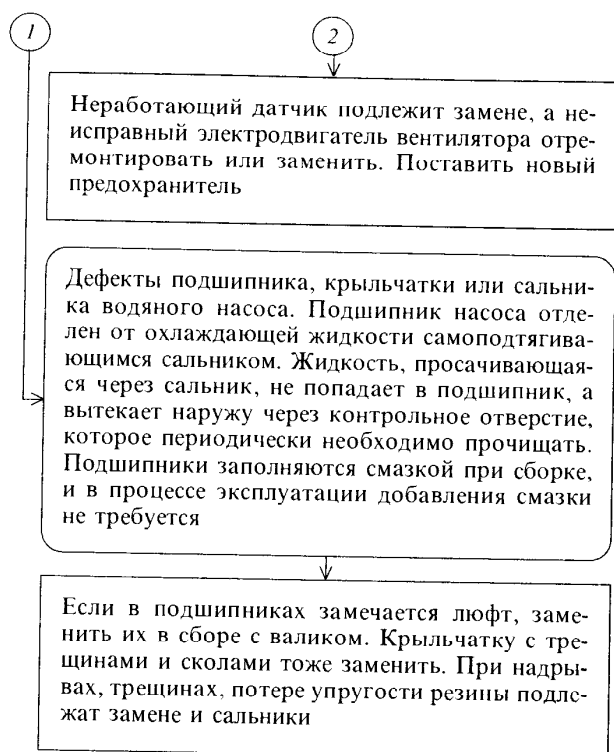 1
2
Неработающий датчик подлежит замене, а не-
исправный электродвигатель вентилятора отре-
монтировать или заменить. Поставить новый
предохранитель
Дефекты подшипника, крыльчатки или сальни-
ка водяного насоса. Подшипник насоса отде-
лен от охлаждающей жидкости самоподтягива-
ющимся сальником. Жидкость, просачивающа-
яся через сальник, не попадает в подшипник, а
вытекает наружу через контрольное отверстие,
которое периодически необходимо прочищать.
Подшипники заполняются смазкой при сборке,
и в процессе эксплуатации добавления смазки
не требуется
Если в подшипниках замечается люфт, заме-
нить их в сборе с валиком. Крыльчатку с тре-
щинами и сколами тоже заменить. При надры-
вах, трещинах, потере упругости резины подле-
жат замене и сальники